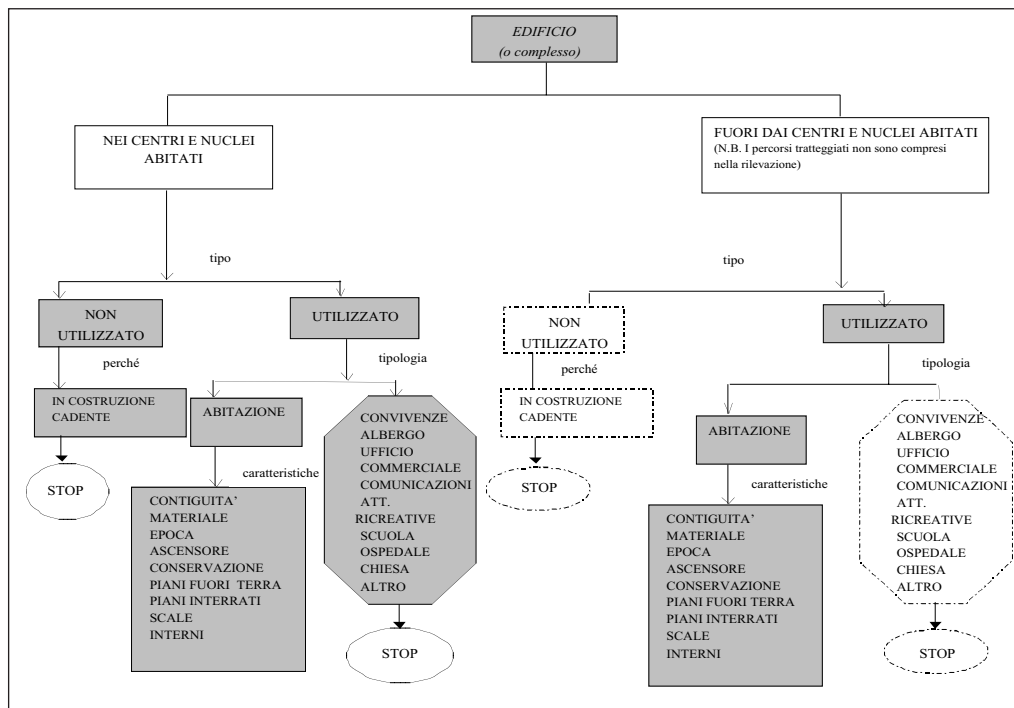 EDIFICIO
(o complesso)
NEI CENTRI E NUCLEI
ABITATI
FUORI DAI CENTRI E NUCLEI ABITATI
(N.B. I percorsi tratteggiati non sono compresi
nella rilevazione)
tipo
NON
UTILIZZATO
UTILIZZATO
perché
tipologia
IN COSTRUZIONE
CADENTE
STOP
ABITAZIONE
caratteristiche
CONTIGUITA’
MATERIALE
EPOCA
ASCENSORE
CONSERVAZIONE
PIANI FUORI TERRA
PIANI INTERRATI
SCALE
INTERNI
CONVIVENZE
ALBERGO
UFFICIO
COMMERCIALE
COMUNICAZIONI
ATT.
RICREATIVE
SCUOLA
OSPEDALE
CHIESA
ALTRO
STOP
tipo
NON
UTILIZZATO
UTILIZZATO
perché
tipologia
IN COSTRUZIONE
CADENTE
STOP
ABITAZIONE
caratteristiche
CONTIGUITA’
MATERIALE
EPOCA
ASCENSORE
CONSERVAZIONE
PIANI FUORI TERRA
PIANI INTERRATI
SCALE
INTERNI
CONVIVENZE
ALBERGO
UFFICIO
COMMERCIALE
COMUNICAZIONI
ATT.
RICREATIVE
SCUOLA
OSPEDALE
CHIESA
ALTRO
STOP